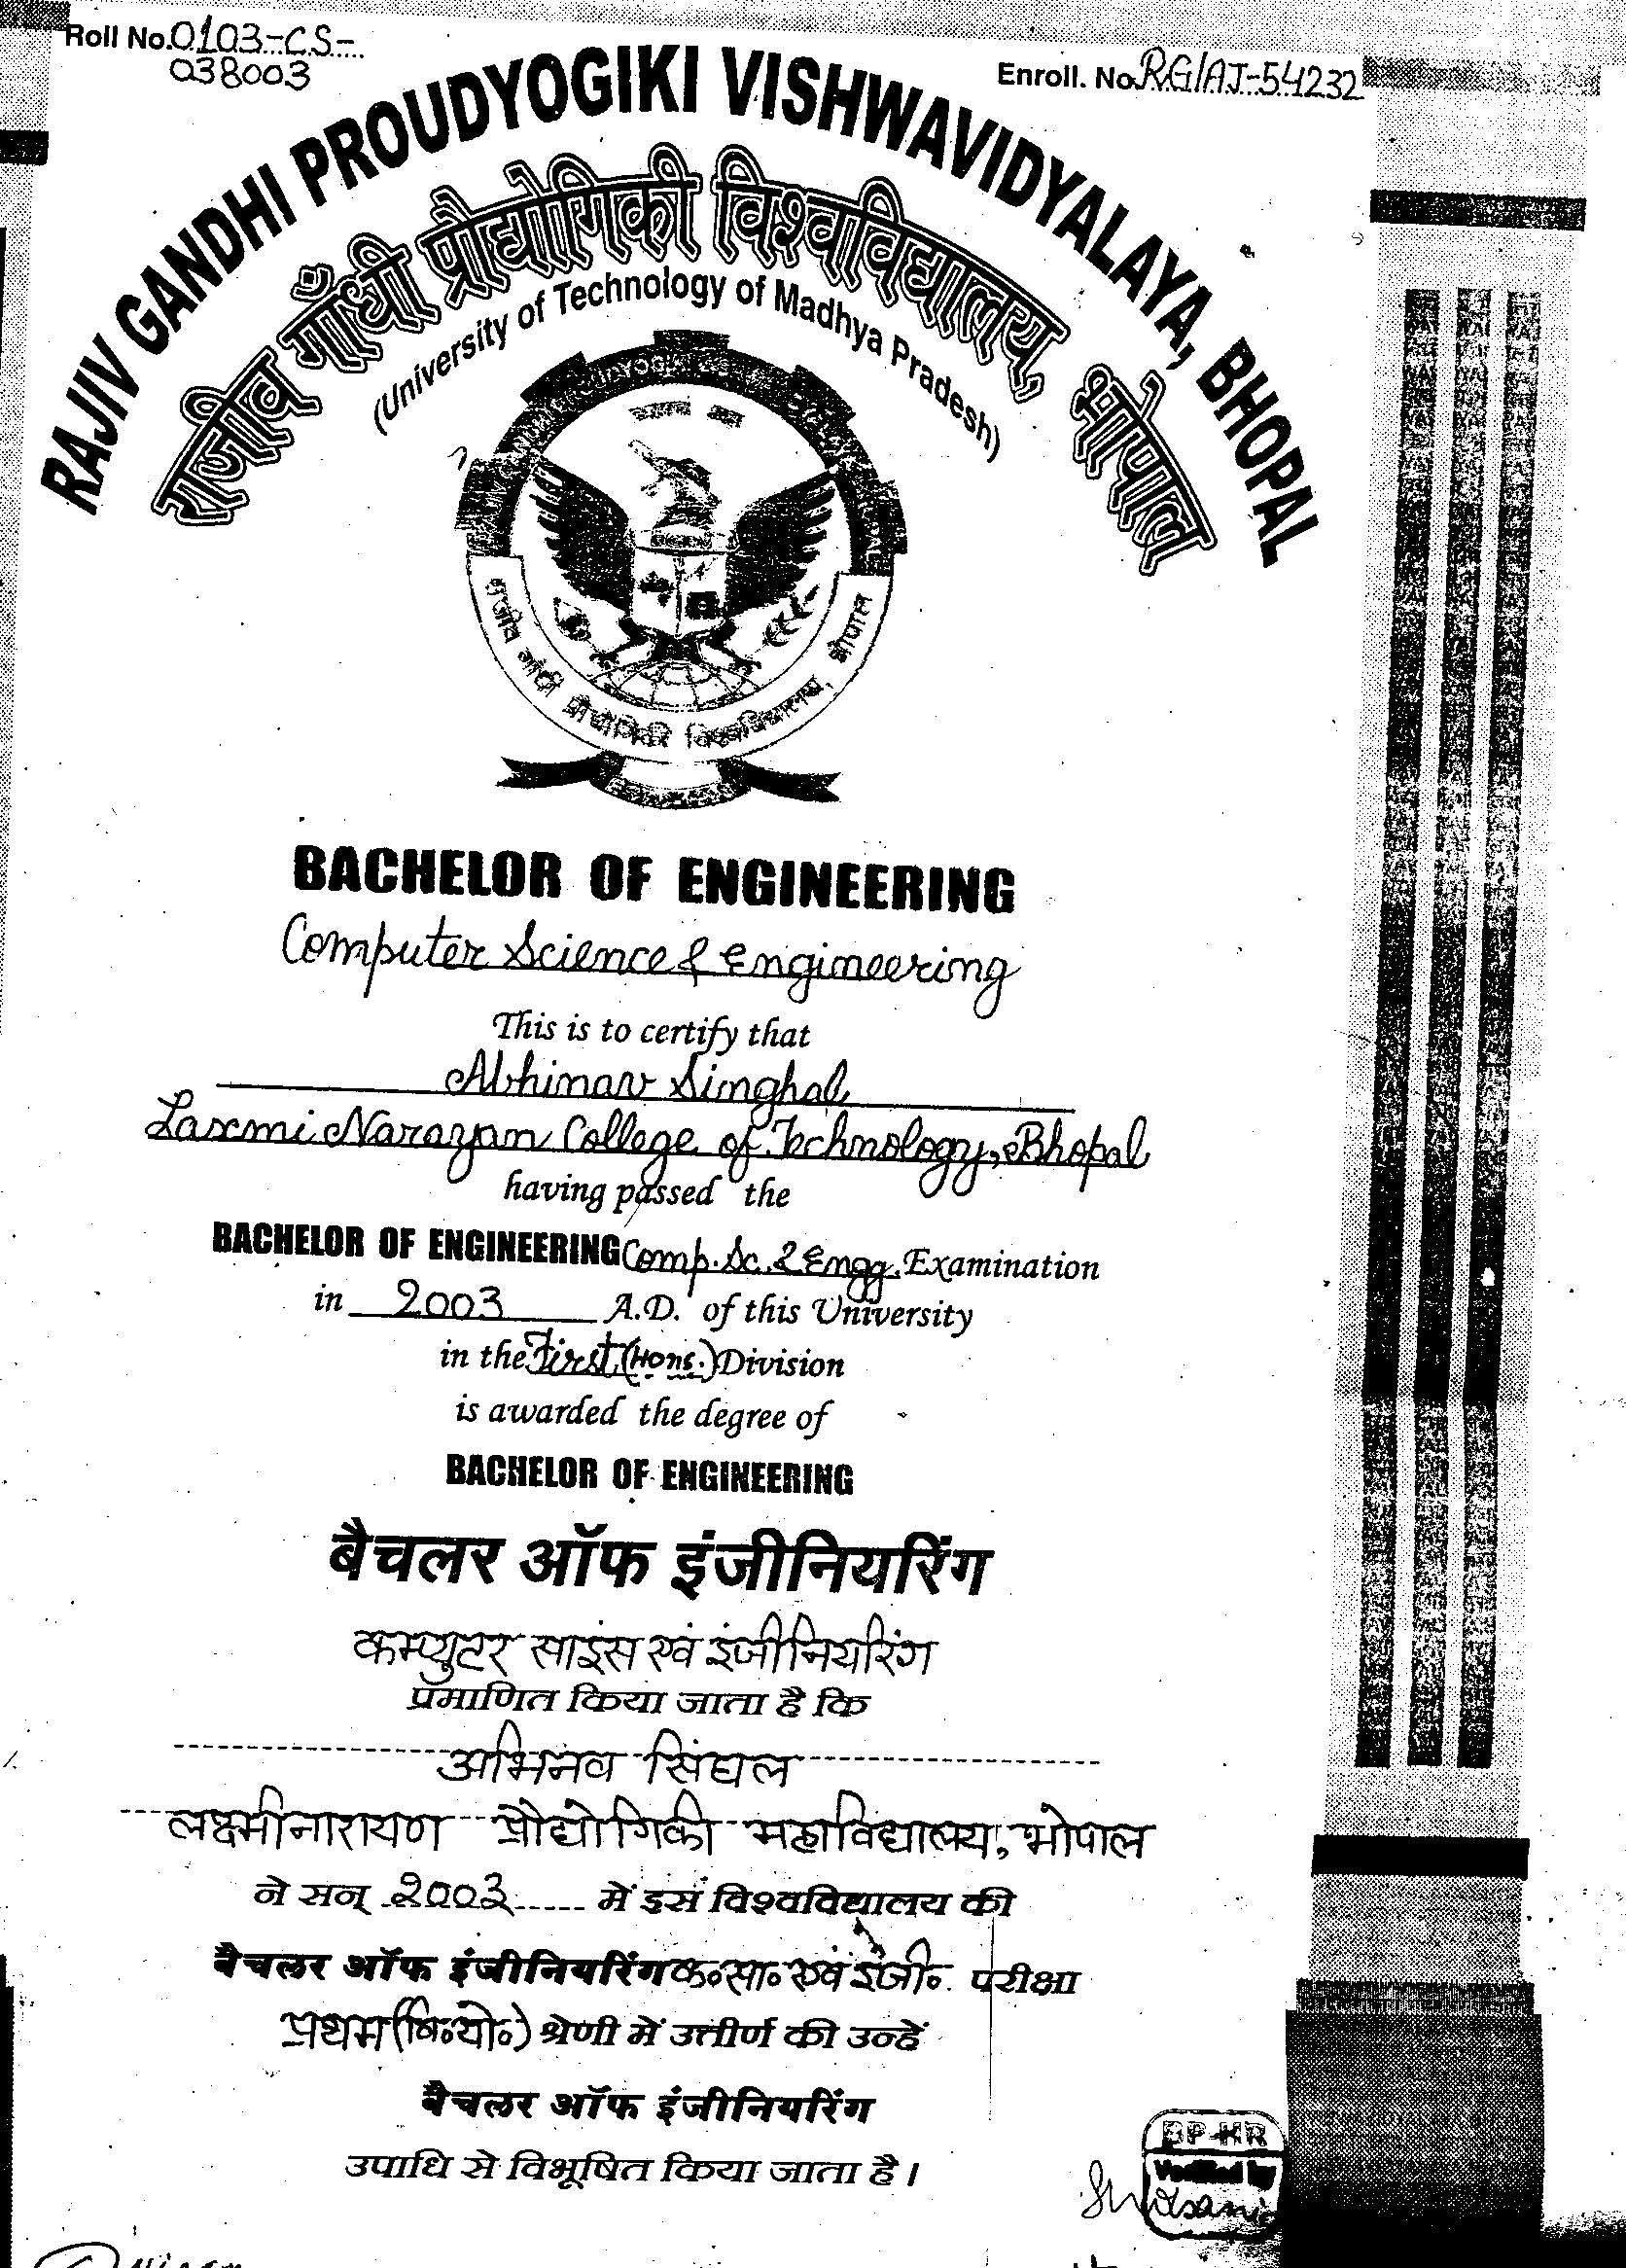 Roll No. 0103-CS-
038003
Enroll. No. RG/AJ-54232
RAJIV GANDHI PROUDYOGIKI VISHWAVIDYALAYA, BHOPAL
राजीव गाँधी प्रौद्योगिकी विश्वविद्यालय, भोपाल
(University of Technology of Madhya Pradesh)
राजीव गांधी प्रौद्योगिकी विश्वविद्यालय, भोपाल
BACHELOR OF ENGINEERING
Computer Science & Engineering
This is to certify that
Abhinav Singhal
Laxmi Narayan College of Technology, Bhopal
having passed the
BACHELOR OF ENGINEERING Comp. Sc. & Engg. Examination
in 2003 A.D. of this University
in the First (Hons.) Division
is awarded the degree of
BACHELOR OF ENGINEERING
बैचलर ऑफ इंजीनियरिंग
कम्प्युटर साइंस एवं इंजीनियरिंग
प्रमाणित किया जाता है कि
अभिनव सिंघल
लक्ष्मीनारायण प्रौद्योगिकी महाविद्यालय, भोपाल
ने सन् 2003 में इस विश्वविद्यालय की
बैचलर ऑफ इंजीनियरिंग क॰सा॰ एवं इंजी॰ परीक्षा
प्रथम (वि॰यो॰) श्रेणी में उत्तीर्ण की उन्हें
बैचलर ऑफ इंजीनियरिंग
उपाधि से विभूषित किया जाता है।
DP-HR
Verified by